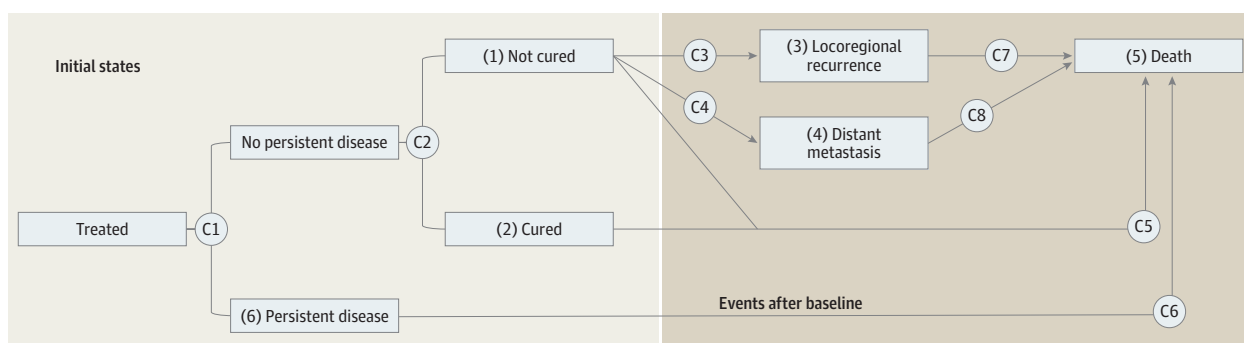 Initial states
(1) Not cured
C3
(3) Locoregional
recurrence
C7
(5) Death
C4
C8
No persistent disease
C2
(4) Distant
metastasis
Treated
C1
(2) Cured
C5
(6) Persistent disease
Events after baseline
C6